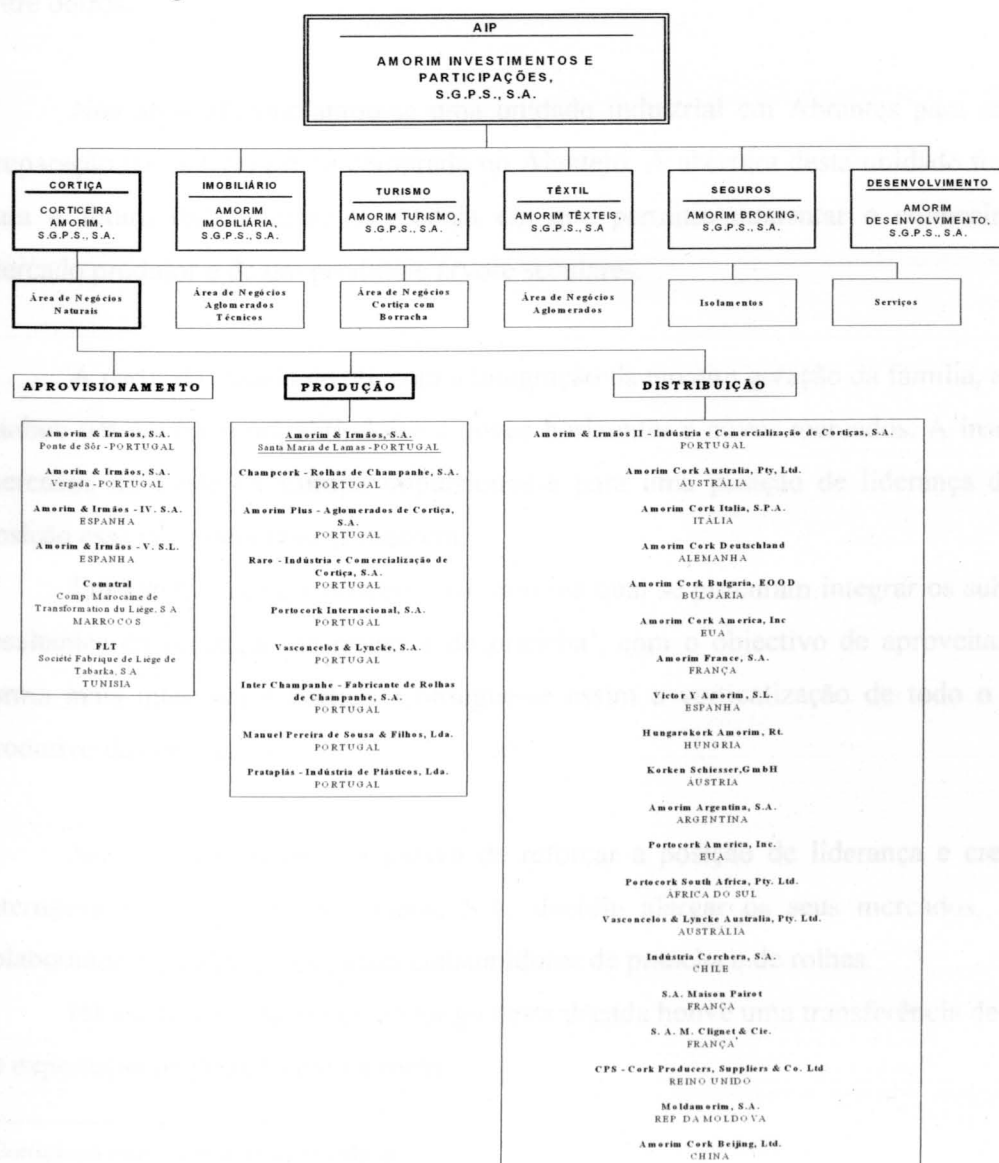 AIP
AMORIM INVESTIMENTOS E
PARTICIPAÇÕES,
S.G.P.S., S.A.
CORTIÇA
CORTICEIRA
AMORIM,
S.G.P.S., S.A.
IMOBILIÁRIO
AMORIM
IMOBILIÁRIA,
S.G.P.S., S.A.
TURISMO
AMORIM TURISMO,
S.G.P.S., S.A.
TÊXTIL
AMORIM TÊXTEIS,
S.G.P.S., S.A
SEGUROS
AMORIM BROKING,
S.G.P.S., S.A.
DESENVOLVIMENTO
AMORIM
DESENVOLVIMENTO,
S.G.P.S., S.A.
Área de Negócios
Naturais
Área de Negócios
Aglomerados
Técnicos
Área de Negócios
Cortiça com
Borracha
Área de Negócios
Aglomerados
Isolamentos
Serviços
APROVISIONAMENTO
Amorim & Irmãos, S.A.
Ponte de Sôr - PORTUGAL
Amorim & Irmãos, S.A.
Vergada - PORTUGAL
Amorim & Irmãos - IV. S.A.
ESPANHA
Amorim & Irmãos - V. S.L.
ESPANHA
Comatral
Comp. Marocaine de
Transformation du Liège, S A
MARROCOS
FLT
Société Fabrique de Liège de
Tabarka, S A
TUNISIA
PRODUÇÃO
Amorim & Irmãos, S.A.
Santa Maria de Lamas - PORTUGAL
Champcork - Rolhas de Champanhe, S.A.
PORTUGAL
Amorim Plus - Aglomerados de Cortiça,
S.A.
PORTUGAL
Raro - Indústria e Comercialização de
Cortiça, S.A.
PORTUGAL
Portocork Internacional, S.A.
PORTUGAL
Vasconcelos & Lyncke, S.A.
PORTUGAL
Inter Champanhe - Fabricante de Rolhas
de Champanhe, S.A.
PORTUGAL
Manuel Pereira de Sousa & Filhos, Lda.
PORTUGAL
Prataplás - Indústria de Plásticos, Lda.
PORTUGAL
DISTRIBUIÇÃO
Amorim & Irmãos II - Indústria e Comercialização de Cortiças, S.A.
PORTUGAL
Amorim Cork Australia, Pty, Ltd.
AUSTRÁLIA
Amorim Cork Itália, S.P.A.
ITÁLIA
Amorim Cork Deutschland
ALEMANHA
Amorim Cork Bulgaria, EOOD
BULGÁRIA
Amorim Cork America, Inc
EUA
Amorim France, S.A.
FRANÇA
Victor Y Amorim, S.L.
ESPANHA
Hungarokork Amorim, Rt.
HUNGRIA
Korken Schiesser,GmbH
ÁUSTRIA
Amorim Argentina, S.A.
ARGENTINA
Portocork America, Inc.
EUA
Portocork South Africa, Pty. Ltd.
ÁFRICA DO SUL
Vasconcelos & Lyncke Australia, Pty. Ltd.
AUSTRÁLIA
Indústria Corchera, S.A.
CHILE
S.A. Maison Pairot
FRANÇA
S. A. M. Clignet & Cie.
FRANÇA
CPS - Cork Producers, Suppliers & Co. Ltd
REINO UNIDO
Moldamorim, S.A.
REP DA MOLDOVA
Amorim Cork Beijing, Ltd.
CHINA